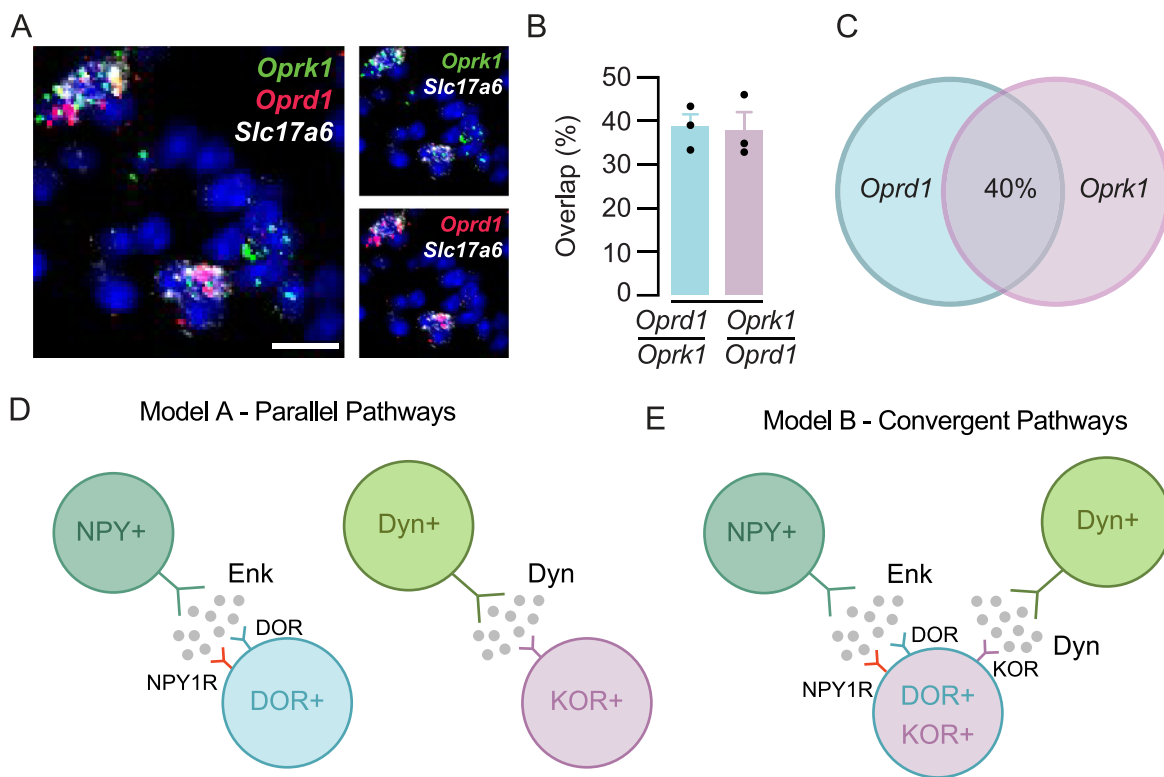 A
Oprk1
Oprd1
Slc17a6
Oprk1
Slc17a6
Oprd1
Slc17a6
B
Overlap (%)
50
40
30
20
10
0
Oprd1
Oprk1
Oprk1
Oprd1
C
Oprd1
40%
Oprk1
D
Model A - Parallel Pathways
NPY+
Enk
DOR
NPY1R
DOR+
Dyn+
Dyn
KOR+
E
Model B - Convergent Pathways
NPY+
Dyn+
Enk
DOR
Dyn
KOR
NPY1R
DOR+
KOR+